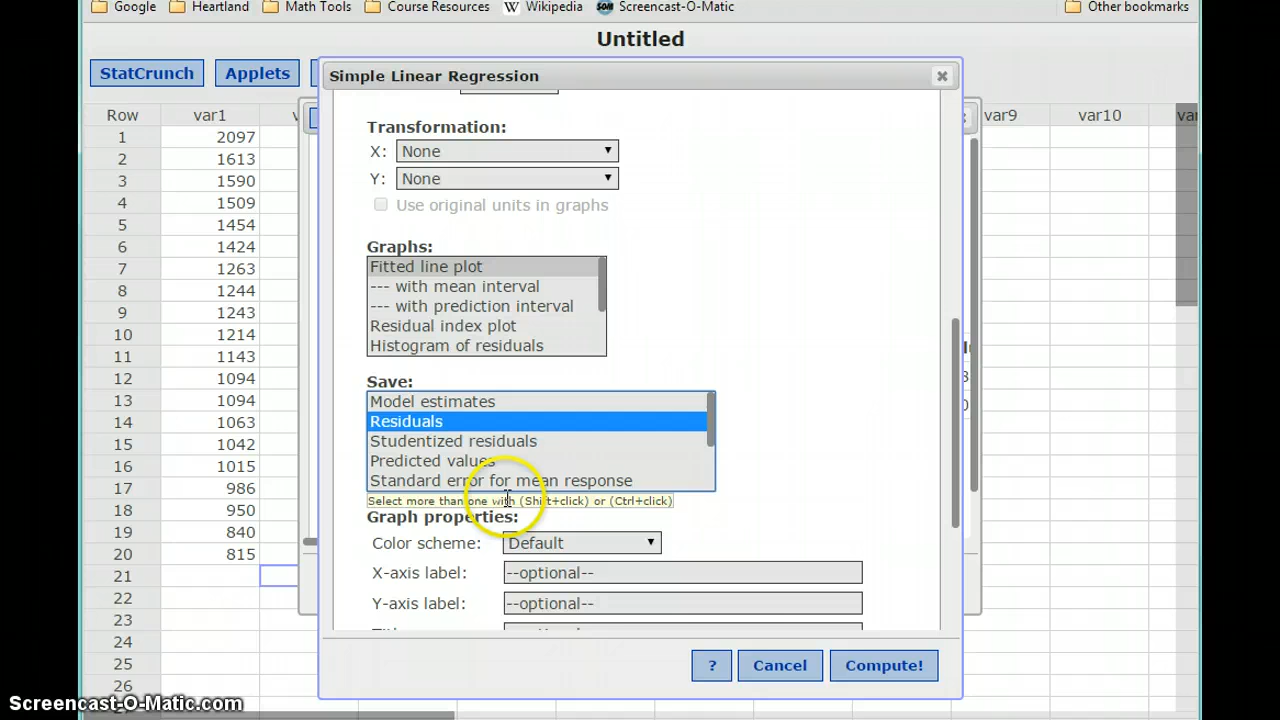 Google Heartland Math Tools Course Resources Wikipedia Screencast-O-Matic Other bookmarks
Untitled
StatCrunch Applets
Simple Linear Regression
Row var1 var9 var10
1 2097
2 1613
3 1590
4 1509
5 1454
6 1424
7 1263
8 1244
9 1243
10 1214
11 1143
12 1094
13 1094
14 1063
15 1042
16 1015
17 986
18 950
19 840
20 815
21
22
23
24
25
26
Transformation:
X: None
Y: None
Use original units in graphs
Graphs:
Fitted line plot
--- with mean interval
--- with prediction interval
Residual index plot
Histogram of residuals
Save:
Model estimates
Residuals
Studentized residuals
Predicted values
Standard error for mean response
Select more than one with (Shift+click) or (Ctrl+click)
Graph properties:
Color scheme: Default
X-axis label: --optional--
Y-axis label: --optional--
? Cancel Compute!
Screencast-O-Matic.com